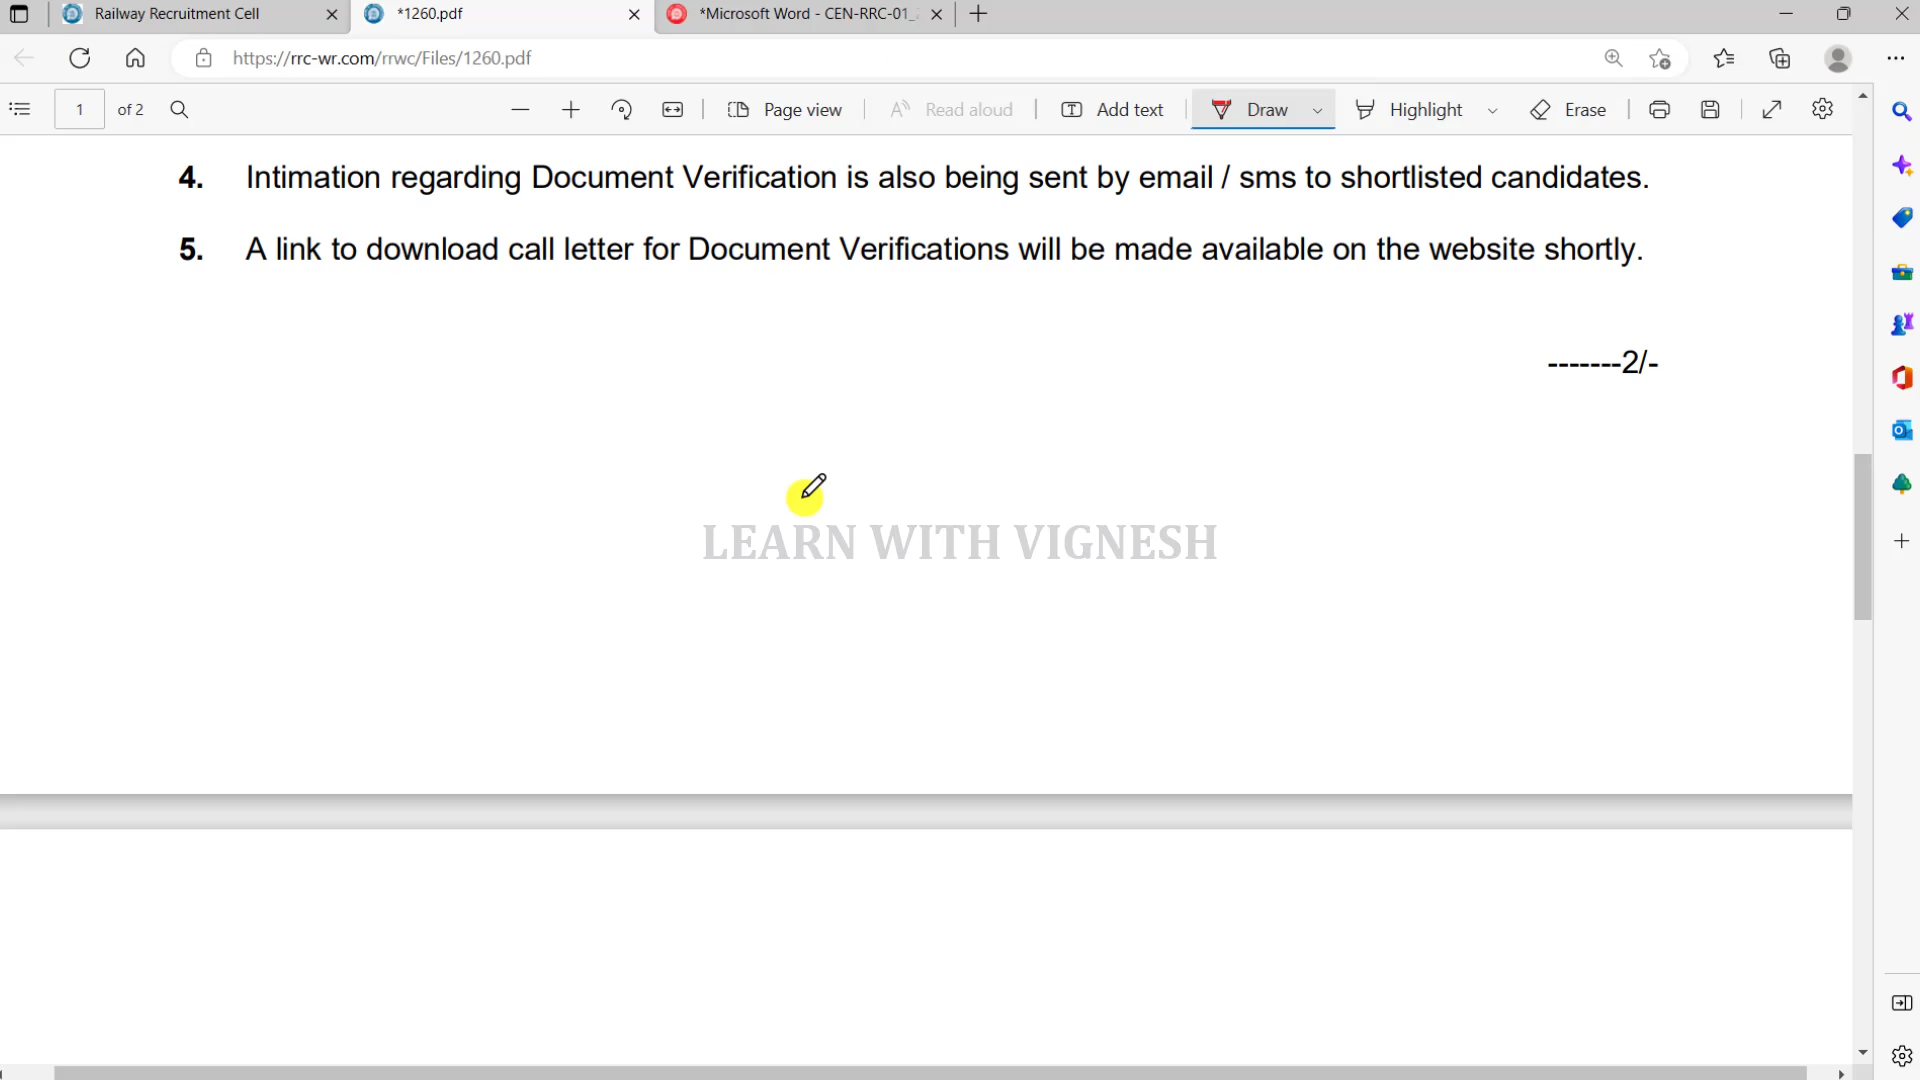 Railway Recruitment Cell
*1260.pdf
*Microsoft Word - CEN-RRC-01_
https://rrc-wr.com/rrwc/Files/1260.pdf
1 of 2
Page view
Read aloud
Add text
Draw
Highlight
Erase
4. Intimation regarding Document Verification is also being sent by email / sms to shortlisted candidates.
5. A link to download call letter for Document Verifications will be made available on the website shortly.
-------2/-
LEARN WITH VIGNESH